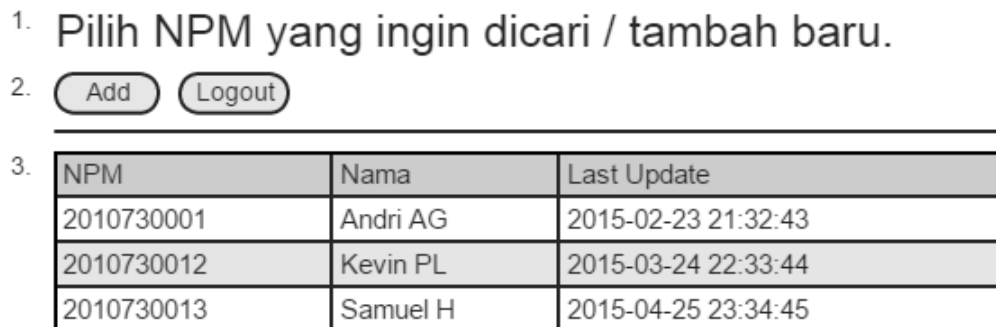 1. Pilih NPM yang ingin dicari / tambah baru.
2. Add Logout
3. NPM Nama Last Update
2010730001 Andri AG 2015-02-23 21:32:43
2010730012 Kevin PL 2015-03-24 22:33:44
2010730013 Samuel H 2015-04-25 23:34:45